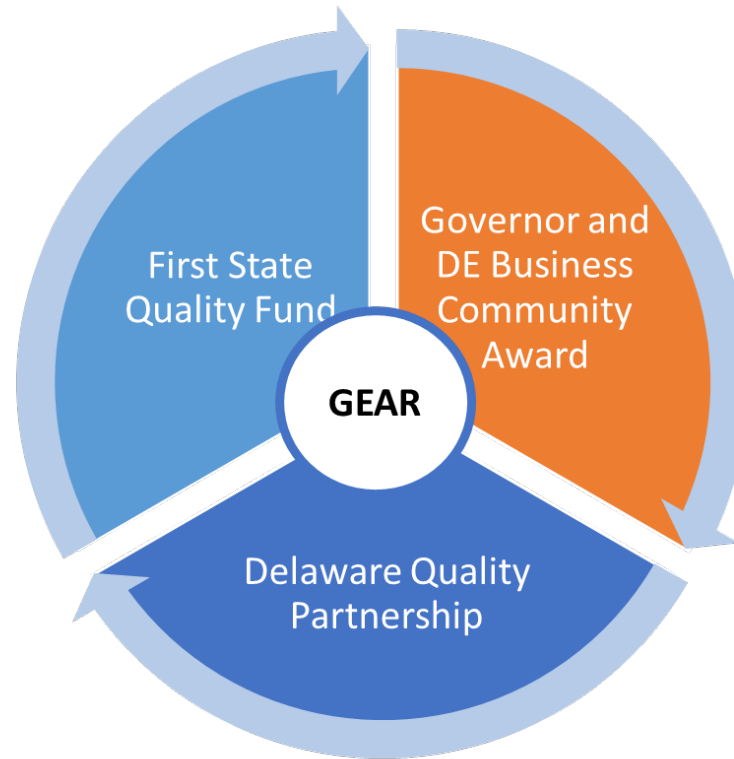 First State
Quality Fund
Governor and
DE Business
Community
Award
GEAR
Delaware Quality
Partnership